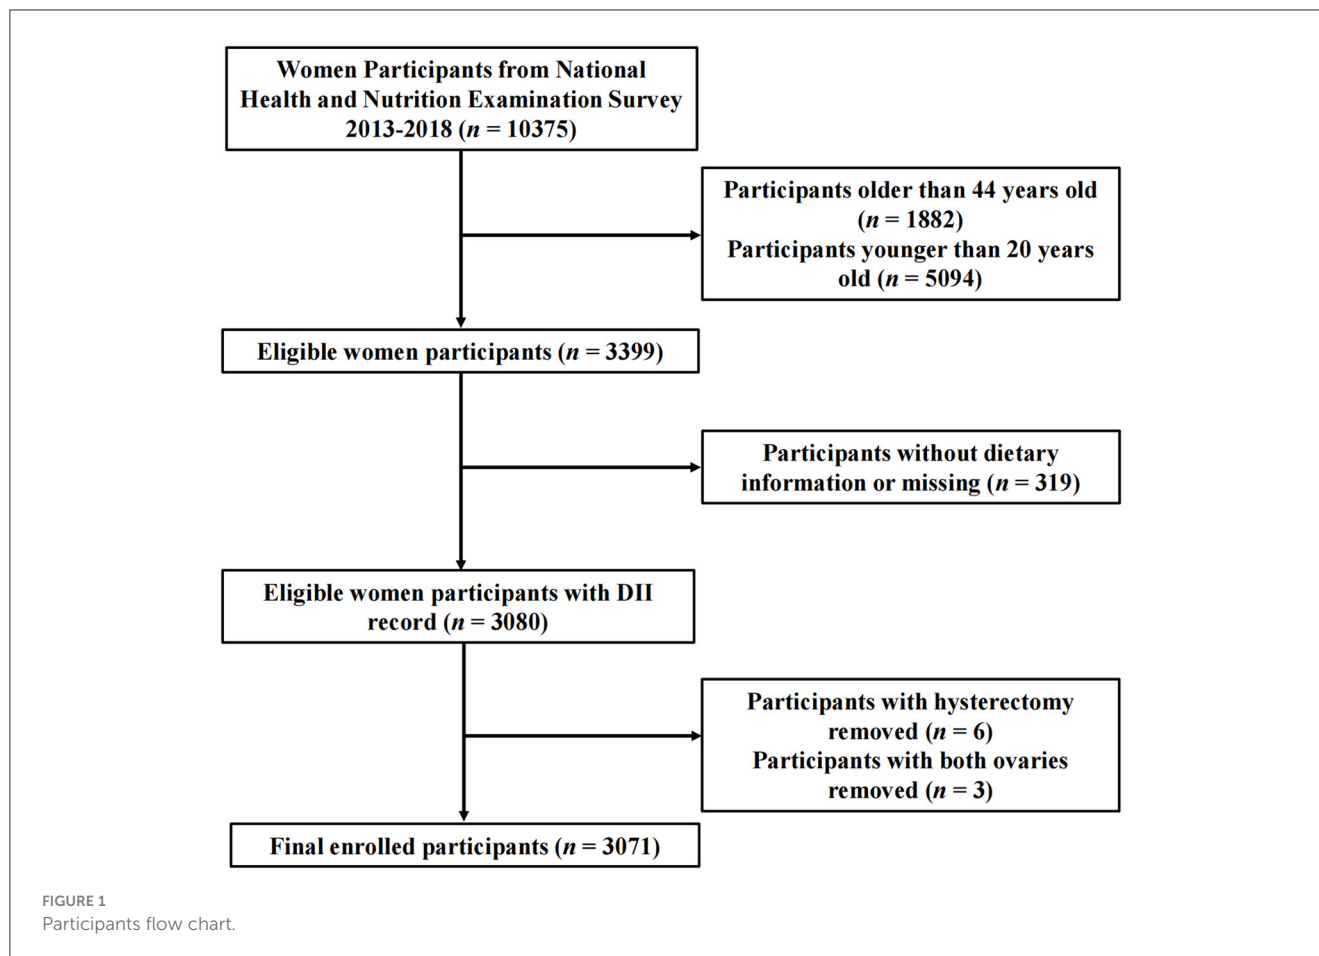 Women Participants from National
Health and Nutrition Examination Survey
2013-2018 (n = 10375)
Participants older than 44 years old
(n = 1882)
Participants younger than 20 years
old (n = 5094)
Eligible women participants (n = 3399)
Participants without dietary
information or missing (n = 319)
Eligible women participants with DII
record (n = 3080)
Participants with hysterectomy
removed (n = 6)
Participants with both ovaries
removed (n = 3)
Final enrolled participants (n = 3071)
FIGURE 1
Participants flow chart.